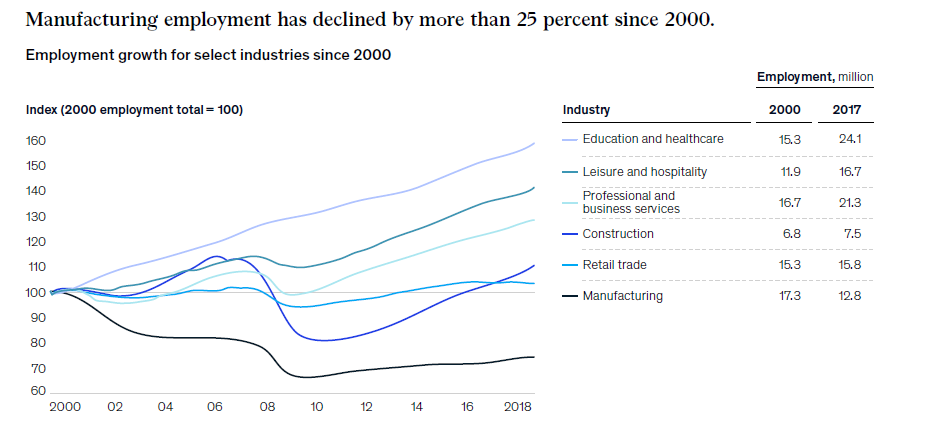 Manufacturing employment has declined by more than 25 percent since 2000.
Employment growth for select industries since 2000
Employment, million
Index (2000 employment total = 100)
Industry 2000 2017
160
150
140
130
120
110
100
90
80
70
60
2000 02 04 06 08 10 12 14 16 2018
Education and healthcare 15.3 24.1
Leisure and hospitality 11.9 16.7
Professional and
business services 16.7 21.3
Construction 6.8 7.5
Retail trade 15.3 15.8
Manufacturing 17.3 12.8